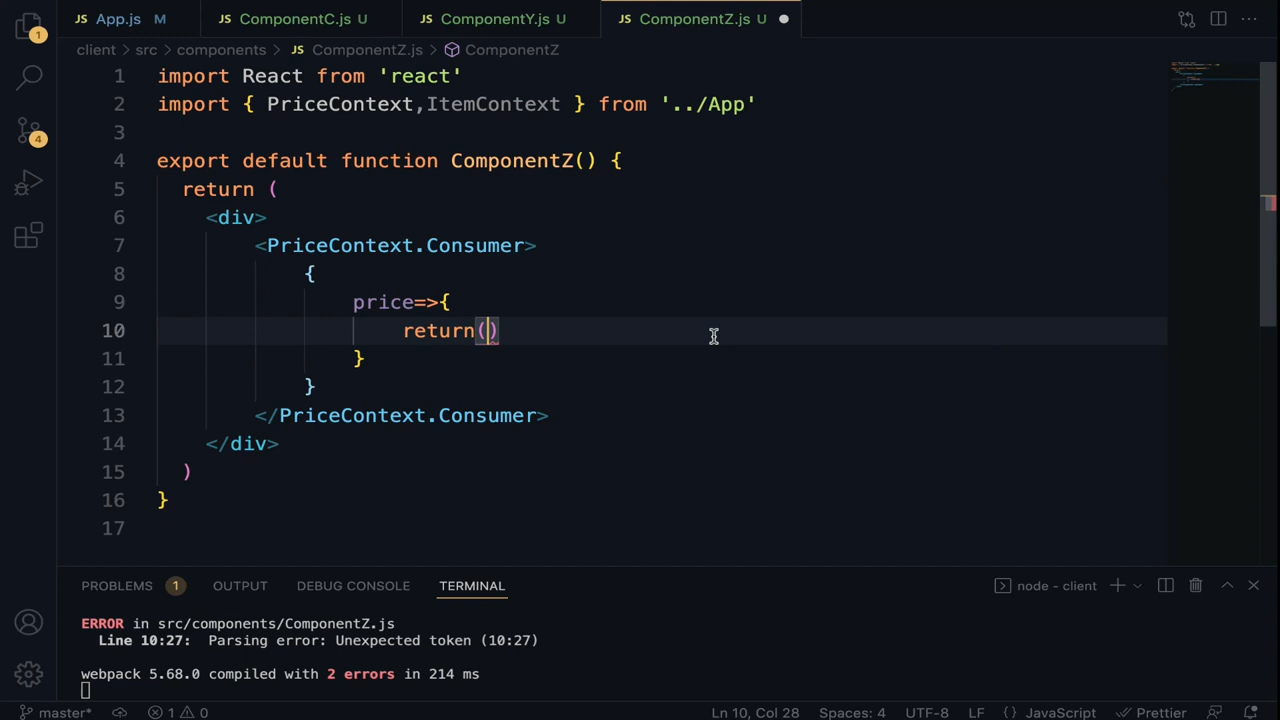 JS App.js M JS ComponentC.js U JS ComponentY.js U JS ComponentZ.js U
client > src > components > JS ComponentZ.js > ComponentZ
1 import React from 'react'
2 import { PriceContext,ItemContext } from '../App'
3
4 export default function ComponentZ() {
5 return (
6 <div>
7 <PriceContext.Consumer>
8 {
9 price=>{
10 return()
11 }
12 }
13 </PriceContext.Consumer>
14 </div>
15 )
16 }
17
1
4
PROBLEMS 1 OUTPUT DEBUG CONSOLE TERMINAL node - client
ERROR in src/components/ComponentZ.js
Line 10:27: Parsing error: Unexpected token (10:27)
webpack 5.68.0 compiled with 2 errors in 214 ms
master* 1 0 Ln 10, Col 28 Spaces: 4 UTF-8 LF {} JavaScript Prettier